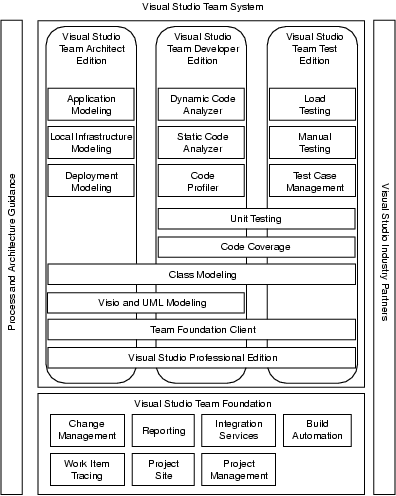 Visual Studio Team System
Process and Architecture Guidance
Visual Studio
Team Architect
Edition
Visual Studio
Team Developer
Edition
Visual Studio
Team Test
Edition
Application
Modeling
Dynamic Code
Analyzer
Load
Testing
Local Infrastructure
Modeling
Static Code
Analyzer
Manual
Testing
Deployment
Modeling
Code
Profiler
Test Case
Management
Unit Testing
Code Coverage
Class Modeling
Visio and UML Modeling
Team Foundation Client
Visual Studio Professional Edition
Visual Studio Industry Partners
Visual Studio Team Foundation
Change
Management
Reporting
Integration
Services
Build
Automation
Work Item
Tracing
Project
Site
Project
Management